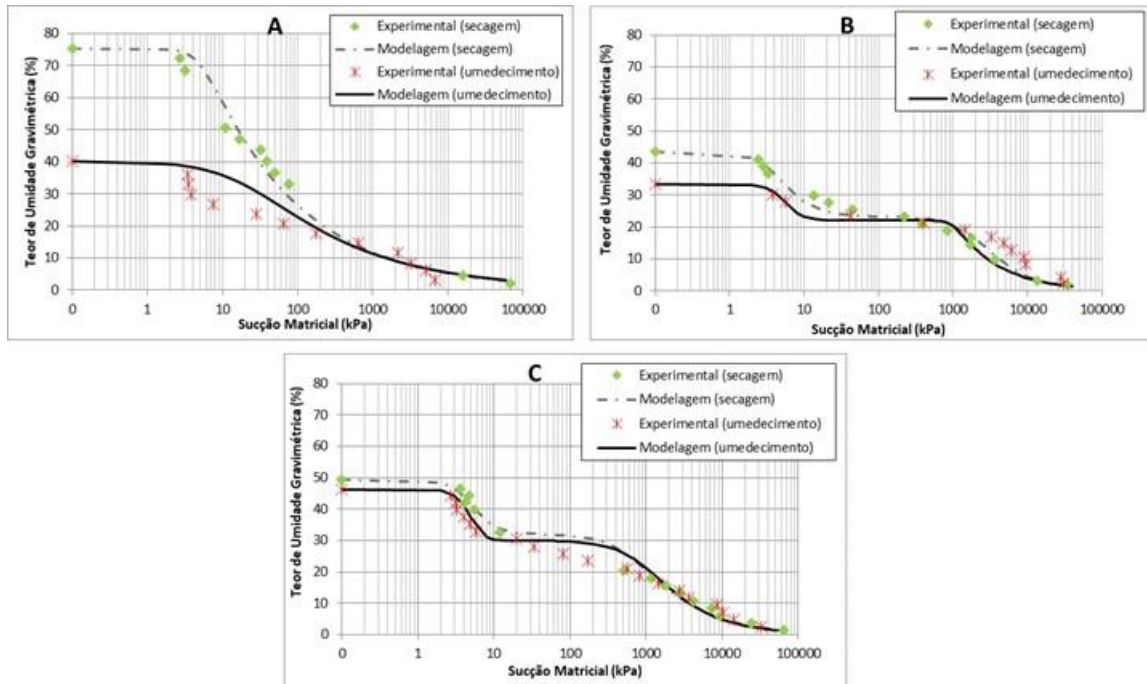 A
Experimental (secagem)
Modelagem (secagem)
Experimental (umedecimento)
Modelagem (umedecimento)
Teor de Umidade Gravimétrica (%)
80
70
60
50
40
30
20
10
0
0 1 10 100 1000 10000 100000
Sucção Matricial (kPa)
B
Experimental (secagem)
Modelagem (secagem)
Experimental (umedecimento)
Modelagem (umedecimento)
Teor de Umidade Gravimétrica (%)
80
70
60
50
40
30
20
10
0
0 1 10 100 1000 10000 100000
Sucção Matricial (kPa)
C
Experimental (secagem)
Modelagem (secagem)
Experimental (umedecimento)
Modelagem (umedecimento)
Teor de Umidade Gravimétrica (%)
80
70
60
50
40
30
20
10
0
0 1 10 100 1000 10000 100000
Sucção Matricial (kPa)